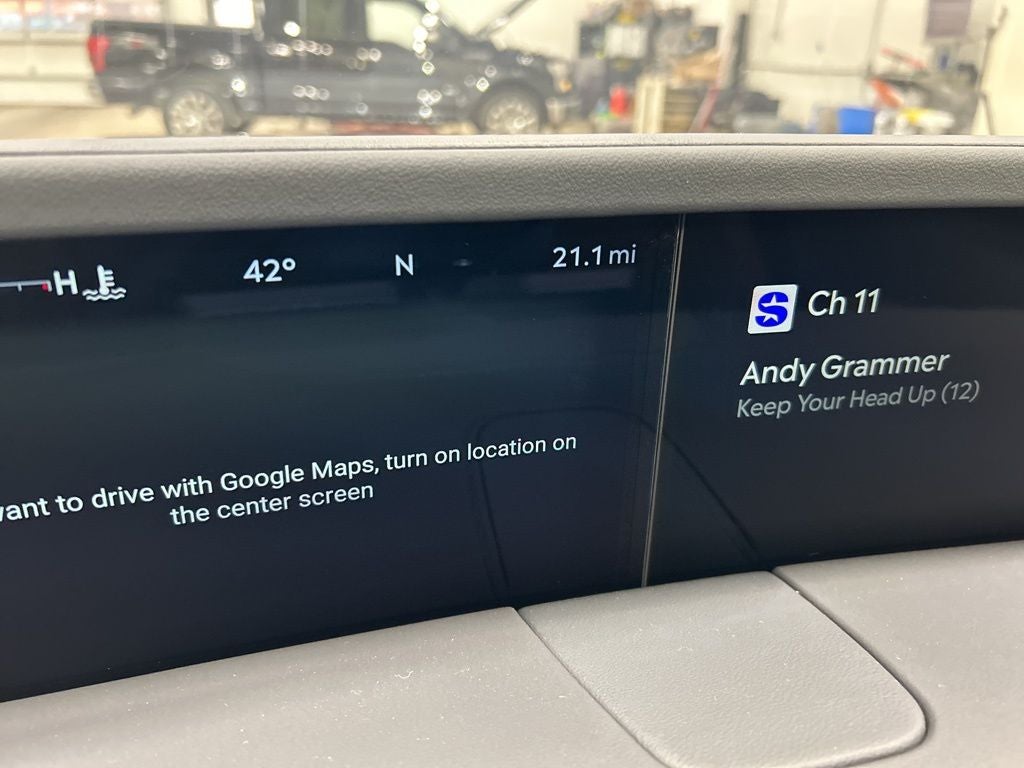 H
42° N 21.1 mi
Ch 11
Andy Grammer
Keep Your Head Up (12)
to drive with Google Maps, turn on location on
the center screen